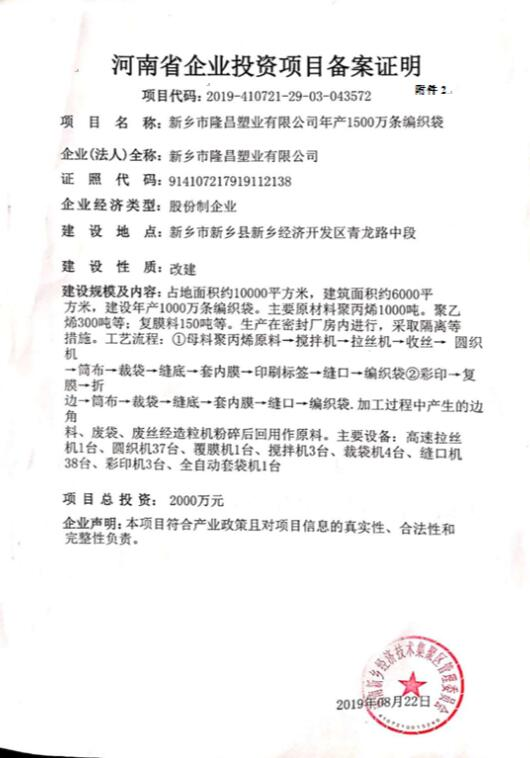 河南省企业投资项目备案证明
项目代码: 2019-410721-29-03-043572
附件 2
项目名称: 新乡市隆昌塑业有限公司年产1500万条编织袋
企业(法人)全称: 新乡市隆昌塑业有限公司
证照代码: 914107217919112138
企业经济类型: 股份制企业
建设地点: 新乡市新乡县新乡经济开发区青龙路中段
建设性质: 改建
建设规模及内容: 占地面积约10000平方米, 建筑面积约6000平
方米, 建设年产1000万条编织袋。主要原材料聚丙烯1000吨。聚乙
烯300吨等; 复膜料150吨等。生产在密封厂房内进行, 采取隔离等
措施。工艺流程: ①母料聚丙烯原料→搅拌机→拉丝机→收丝→ 圆织
机
→筒布→裁袋→缝底→套内膜→印刷标签→缝口→编织袋②彩印→复
膜→折
边→筒布→裁袋→缝底→套内膜→缝口→编织袋.加工过程中产生的边
角
料、废袋、废丝经造粒机粉碎后回用作原料。主要设备: 高速拉丝
机1台、圆织机37台、覆膜机1台、搅拌机3台、裁袋机4台、缝口机
38台、彩印机3台、全自动套袋机1台
项目总投资: 2000万元
企业声明: 本项目符合产业政策且对项目信息的真实性、合法性和
完整性负责。
河南新乡经济技术集聚区管理委员会
2019年08月22日